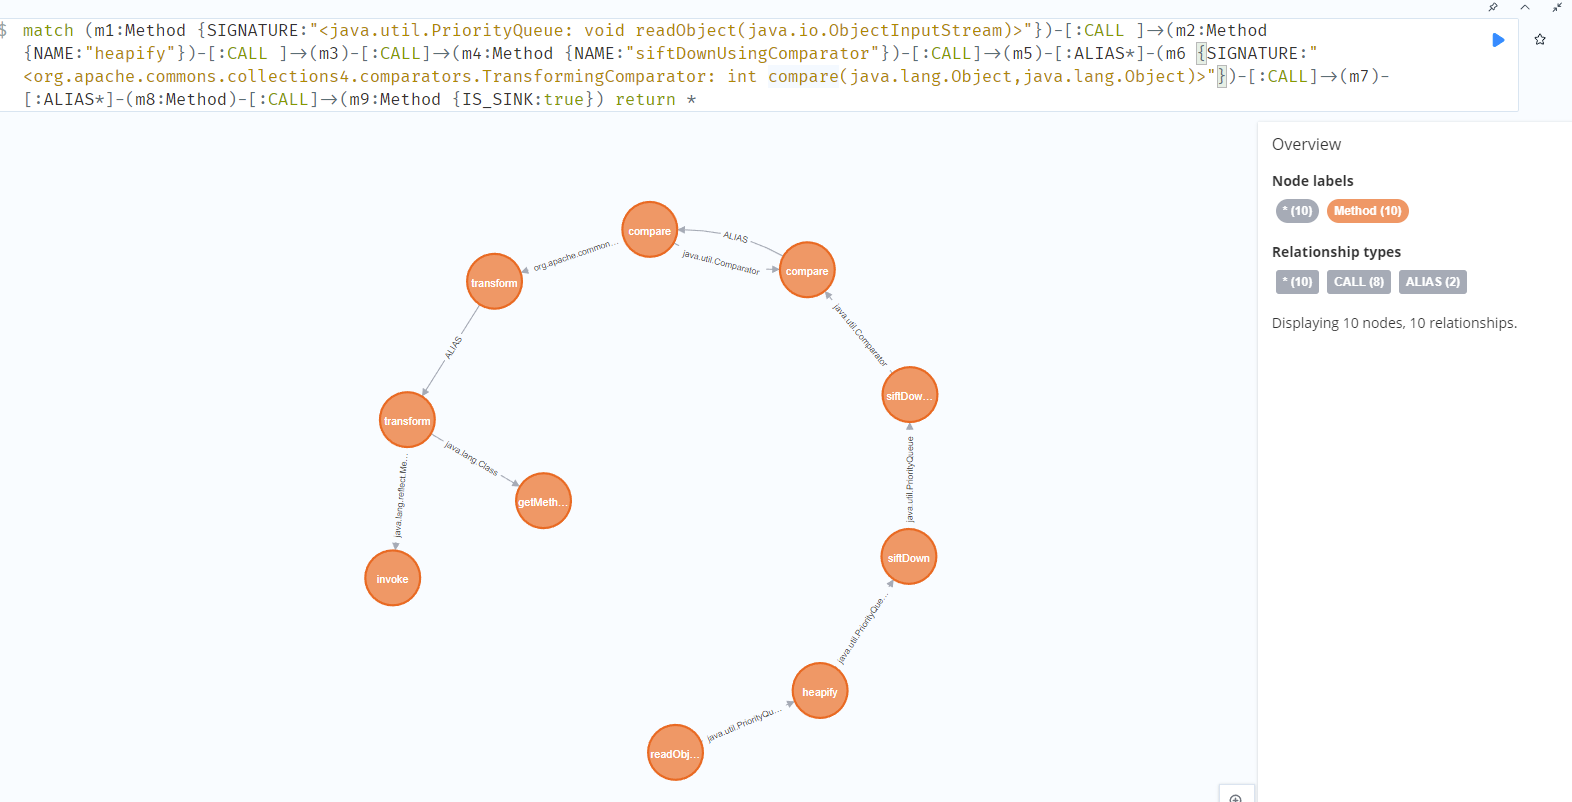 $ match (m1:Method {SIGNATURE:"<java.util.PriorityQueue: void readObject(java.io.ObjectInputStream)>"})-[:CALL ]→(m2:Method
{NAME:"heapify"})-[:CALL ]→(m3)-[:CALL]→(m4:Method {NAME:"siftDownUsingComparator"})-[:CALL]→(m5)-[:ALIAS*]-(m6 {SIGNATURE:"
<org.apache.commons.collections4.comparators.TransformingComparator: int compare(java.lang.Object,java.lang.Object)>"})-[:CALL]→(m7)-
[:ALIAS*]-(m8:Method)-[:CALL]→(m9:Method {IS_SINK:true}) return *
Overview
Node labels
* (10) Method (10)
Relationship types
* (10) CALL (8) ALIAS (2)
Displaying 10 nodes, 10 relationships.
compare
ALIAS
org.apache.common...
java.util.Comparator
compare
transform
java.util.Comparator
ALIAS
siftDow...
transform
java.util.PriorityQueue
java.lang.Class
java.lang.reflect.Me...
getMeth...
siftDown
invoke
java.util.PriorityQue...
heapify
java.util.PriorityQu...
readObj...